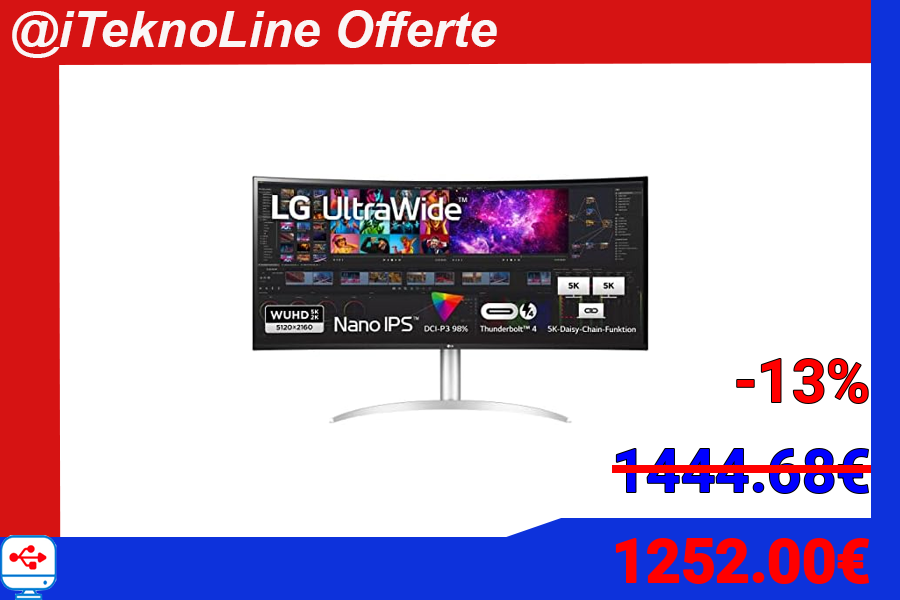 @iTeknoLine Offerte
LG UltraWide™
5K 5K
WUHD 5K 2K
5120×2160
Nano IPS™
DCI-P3 98%
Thunderbolt™ 4
5K-Daisy-Chain-Funktion
LG
-13%
1444.68€
1252.00€